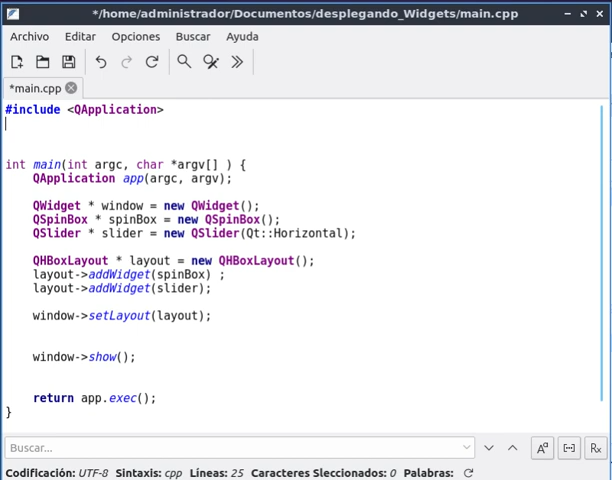 */home/administrador/Documentos/desplegando_Widgets/main.cpp
Archivo Editar Opciones Buscar Ayuda
*main.cpp
#include <QApplication>
int main(int argc, char *argv[] ) {
    QApplication app(argc, argv);
    QWidget * window = new QWidget();
    QSpinBox * spinBox = new QSpinBox();
    QSlider * slider = new QSlider(Qt::Horizontal);
    QHBoxLayout * layout = new QHBoxLayout();
    layout->addWidget(spinBox) ;
    layout->addWidget(slider);
    window->setLayout(layout);
    window->show();
    return app.exec();
}
Buscar...
Codificación: UTF-8 Sintaxis: cpp Líneas: 25 Caracteres Sleccionados: 0 Palabras: